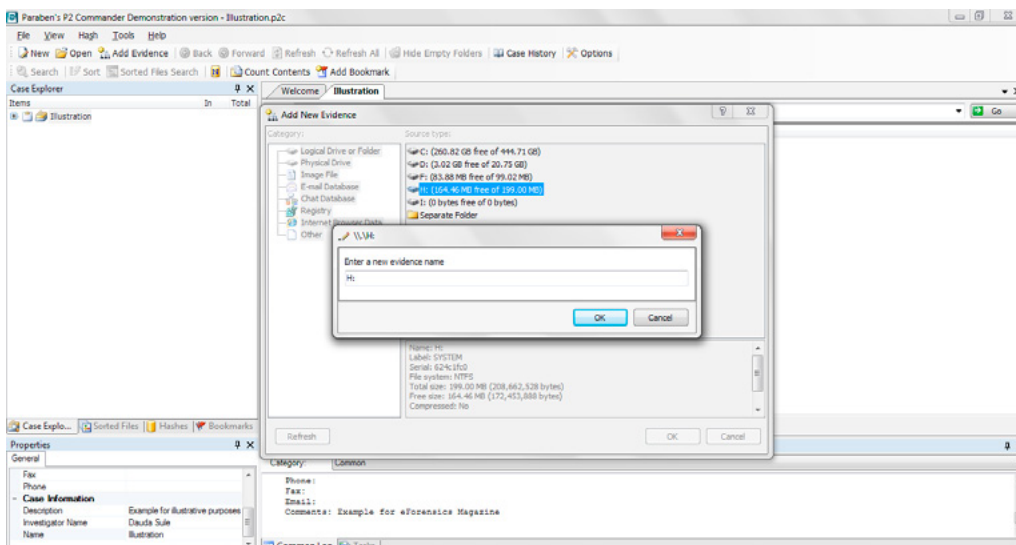 Paraben's P2 Commander Demonstration version - Illustration.p2c
File View Hash Tools Help
New Open Add Evidence Back Forward Refresh Refresh All Hide Empty Folders Case History Options
Search Sort Sorted Files Search Count Contents Add Bookmark
Case Explorer
Items In Total
Illustration
Welcome Illustration
Go
Add New Evidence
Category:
Logical Drive or Folder
Physical Drive
Image File
E-mail Database
Chat Database
Registry
Internet Browser Data
Other
Source type:
C: (260.82 GB free of 444.71 GB)
D: (3.02 GB free of 20.75 GB)
F: (83.88 MB free of 99.02 MB)
H: (164.46 MB free of 199.00 MB)
I: (0 bytes free of 0 bytes)
Separate Folder
\\.\H:
Enter a new evidence name
H:
OK Cancel
Name: H:
Label: SYSTEM
Serial: 624c1fc0
File system: NTFS
Total size: 199.00 MB (208,662,528 bytes)
Free size: 164.46 MB (172,453,888 bytes)
Compressed: No
Refresh OK Cancel
Case Explo... Sorted Files Hashes Bookmarks
Properties
General
Fax
Phone
Case Information
Description Example for illustrative purposes
Investigator Name Dauda Sule
Name Illustration
Category: Common
Phone:
Fax:
Email:
Comments: Example for eForensics Magazine
Common Log Tasks